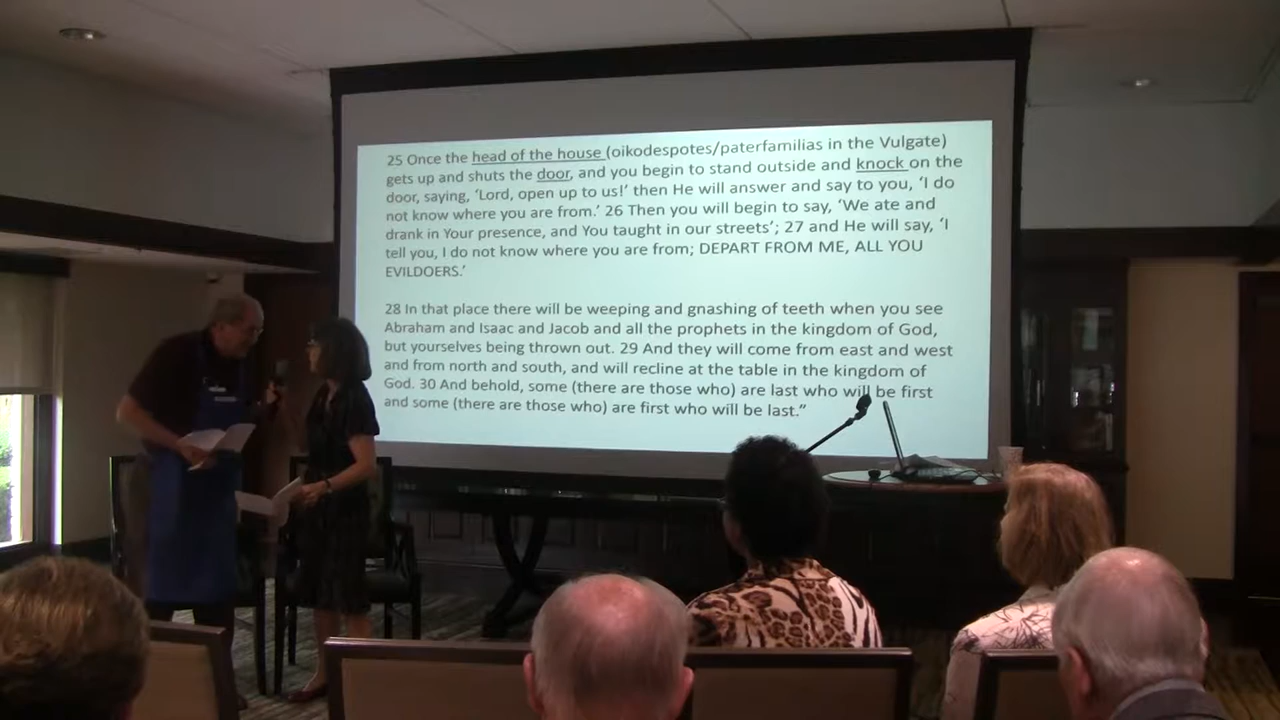 25 Once the head of the house (oikodespotes/paterfamilias in the Vulgate)
gets up and shuts the door, and you begin to stand outside and knock on the
door, saying, ‘Lord, open up to us!’ then He will answer and say to you, ‘I do
not know where you are from.’ 26 Then you will begin to say, ‘We ate and
drank in Your presence, and You taught in our streets’; 27 and He will say, ‘I
tell you, I do not know where you are from; DEPART FROM ME, ALL YOU
EVILDOERS.’
28 In that place there will be weeping and gnashing of teeth when you see
Abraham and Isaac and Jacob and all the prophets in the kingdom of God,
but yourselves being thrown out. 29 And they will come from east and west
and from north and south, and will recline at the table in the kingdom of
God. 30 And behold, some (there are those who) are last who will be first
and some (there are those who) are first who will be last.”